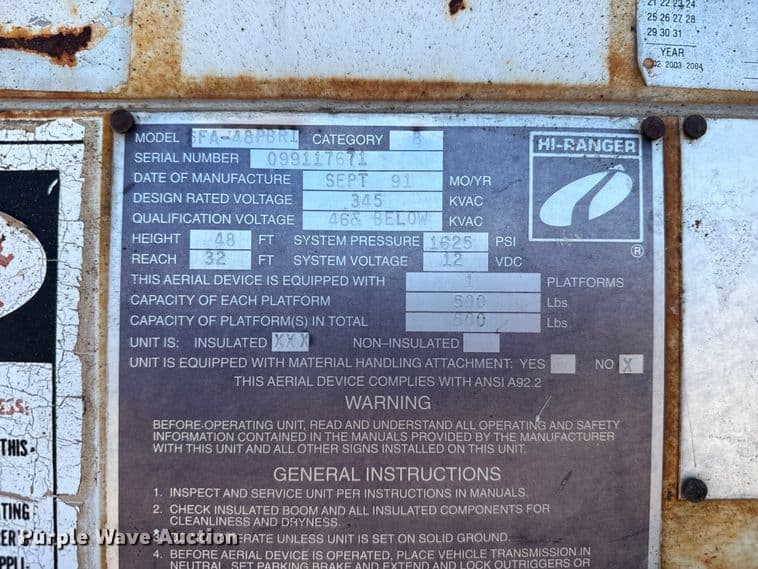 21 22 23 24
25 26 27 28
29 30 31
YEAR
02 2003 2004
MODEL 6FA-48PBRI CATEGORY B
SERIAL NUMBER 099117671
DATE OF MANUFACTURE SEPT 91 MO/YR
DESIGN RATED VOLTAGE 345 KVAC
QUALIFICATION VOLTAGE 46& BELOW KVAC
HEIGHT 48 FT SYSTEM PRESSURE 1625 PSI
REACH 32 FT SYSTEM VOLTAGE 12 VDC
THIS AERIAL DEVICE IS EQUIPPED WITH 1 PLATFORMS
CAPACITY OF EACH PLATFORM 500 Lbs
CAPACITY OF PLATFORM(S) IN TOTAL 500 Lbs
UNIT IS: INSULATED XXX NON-INSULATED
UNIT IS EQUIPPED WITH MATERIAL HANDLING ATTACHMENT: YES NO X
THIS AERIAL DEVICE COMPLIES WITH ANSI A92.2
HI-RANGER
®
WARNING
BEFORE OPERATING UNIT, READ AND UNDERSTAND ALL OPERATING AND SAFETY
INFORMATION CONTAINED IN THE MANUALS PROVIDED BY THE MANUFACTURER
WITH THIS UNIT AND ALL OTHER SIGNS INSTALLED ON THIS UNIT.
GENERAL INSTRUCTIONS
1. INSPECT AND SERVICE UNIT PER INSTRUCTIONS IN MANUALS.
2. CHECK INSULATED BOOM AND ALL INSULATED COMPONENTS FOR
CLEANLINESS AND DRYNESS.
UNLESS UNIT IS SET ON SOLID GROUND.
4. BEFORE AERIAL DEVICE IS OPERATED, PLACE VEHICLE TRANSMISSION IN
NEUTRAL, SET PARKING BRAKE AND EXTEND AND LOCK OUTRIGGERS OR
THIS
Purple Wave Auction